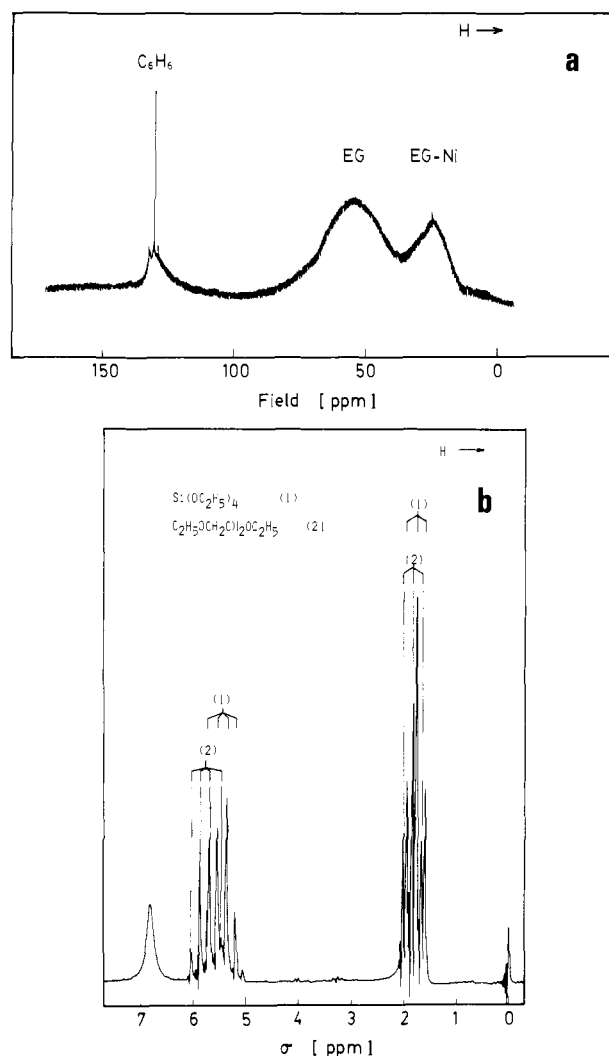 H →
a
C₆H₆
EG
EG-Ni
150 100 50 0
Field [ppm]
H →
b
Si(OC₂H₅)₄ (1)
C₂H₅OCH₂C)₂OC₂H₅ (2)
(1)
(2)
(1)
(2)
7 6 5 4 3 2 1 0
σ [ppm]